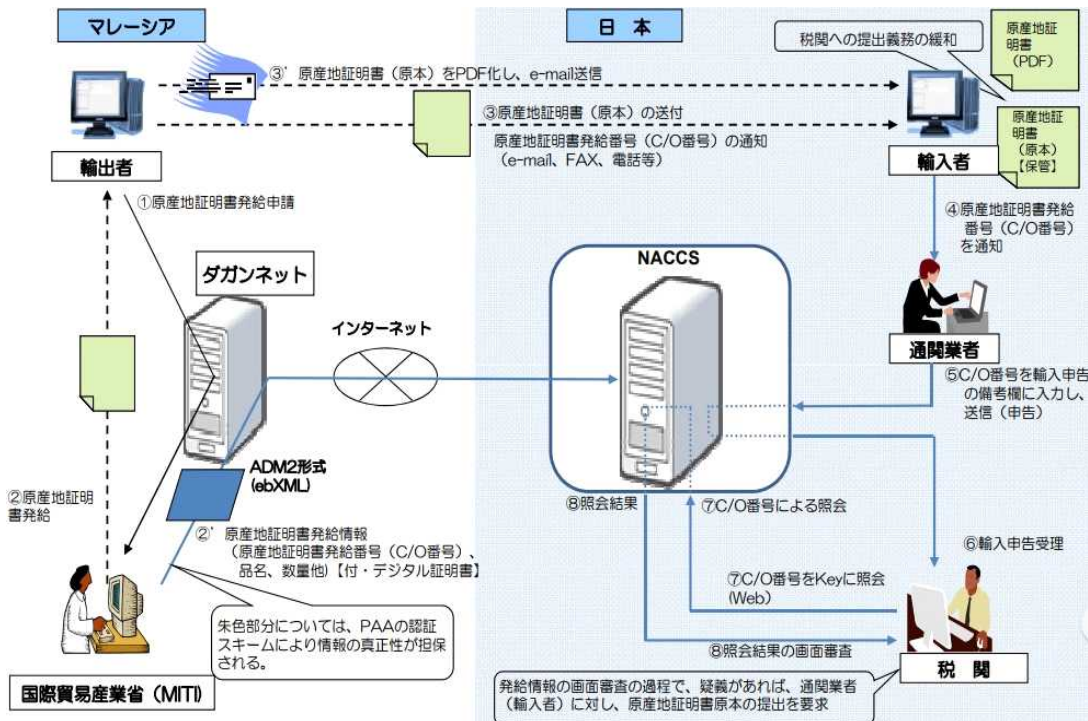 マレーシア
日 本
税関への提出義務の緩和
原産地証
明書
（PDF）
③’ 原産地証明書（原本）をPDF化し、e-mail送信
③原産地証明書（原本）の送付
原産地証明書発給番号（C/O番号）の通知
（e-mail、FAX、電話等）
原産地証
明書
（原本）
【保管】
輸出者
輸入者
①原産地証明書発給申請
④原産地証明書発給
番号（C/O番号）
を通知
NACCS
ダガンネット
インターネット
通関業者
⑤C/O番号を輸入申告
の備考欄に入力し、
送信（申告）
ADM2形式
(ebXML)
②原産地証明
書発給
②’ 原産地証明書発給情報
（原産地証明書発給番号（C/O番号）、
品名、数量他）【付・デジタル証明書】
⑧照会結果
⑦C/O番号による照会
⑥輸入申告受理
⑦C/O番号をKeyに照会
(Web)
朱色部分については、PAAの認証
スキームにより情報の真正性が担保
される。
⑧照会結果の画面審査
税 関
国際貿易産業省（MITI）
発給情報の画面審査の過程で、疑義があれば、通関業者
（輸入者）に対し、原産地証明書原本の提出を要求